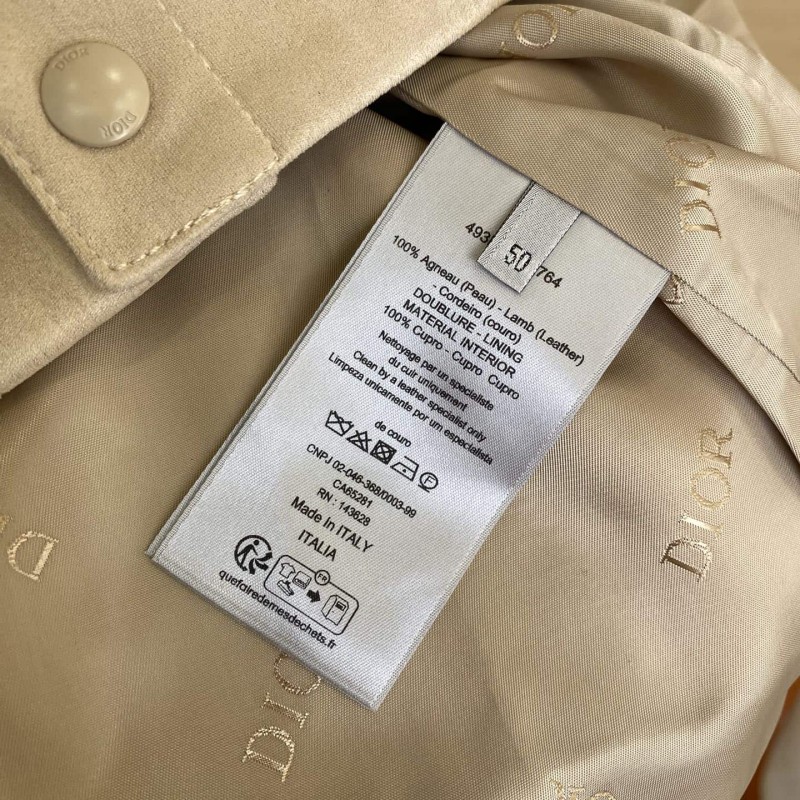 DIOR
DIOR
DIOR
DIOR
50
764
100% Agneau (Peau) - Lamb (Leather)
- Cordeiro (couro)
DOUBLURE - LINING
MATERIAL INTERIOR
100% Cupro - Cupro Cupro
Nettoyage par un specialiste
du cuir uniquement
Clean by a leather specialist only
Limpeza unicamente por um especialista
de couro
F
CNPJ 02-046-368/0003-99
CA65281
RN : 143628
Made in ITALY
ITALIA
FR
quefairedemesdechets.fr
DIOR
DIOR
DIOR